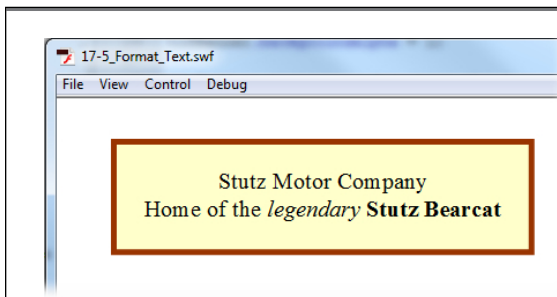 17-5_Format_Text.swf
File View Control Debug
Stutz Motor Company
Home of the legendary Stutz Bearcat